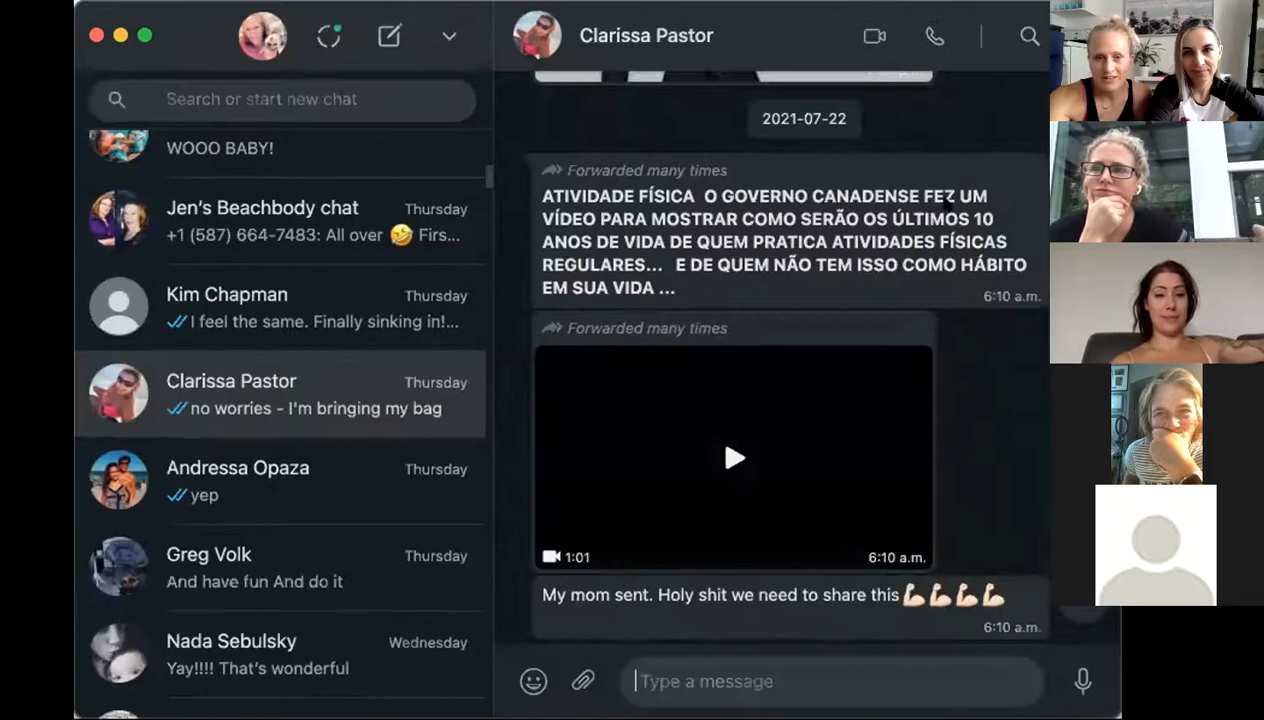 Search or start new chat
WOOO BABY!
Jen's Beachbody chat
Thursday
+1 (587) 664-7483: All over 🤣 Firs...
Kim Chapman
Thursday
I feel the same. Finally sinking in!...
Clarissa Pastor
Thursday
no worries - I'm bringing my bag
Andressa Opaza
Thursday
yep
Greg Volk
Thursday
And have fun And do it
Nada Sebulsky
Wednesday
Yay!!!! That's wonderful
Clarissa Pastor
2021-07-22
Forwarded many times
ATIVIDADE FÍSICA O GOVERNO CANADENSE FEZ UM
VÍDEO PARA MOSTRAR COMO SERÃO OS ÚLTIMOS 10
ANOS DE VIDA DE QUEM PRATICA ATIVIDADES FÍSICAS
REGULARES... E DE QUEM NÃO TEM ISSO COMO HÁBITO
EM SUA VIDA ...
6:10 a.m.
Forwarded many times
1:01
6:10 a.m.
My mom sent. Holy shit we need to share this💪🏻💪🏻💪🏻💪🏻
6:10 a.m.
Type a message